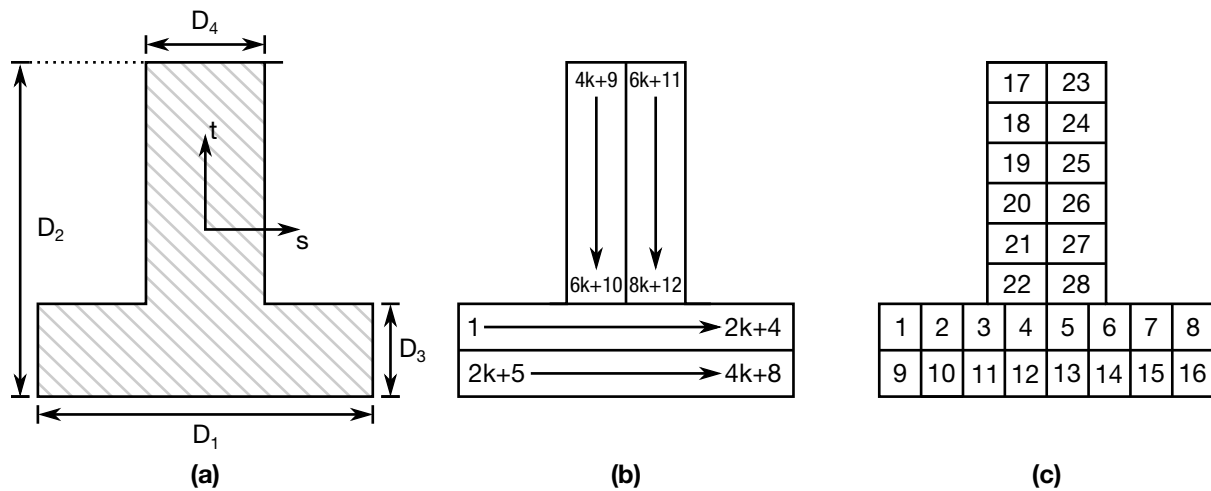 D4
D2
t
s
D3
D1
(a)
4k+9 6k+11
6k+10 8k+12
1 2k+4
2k+5 4k+8
(b)
17 23
18 24
19 25
20 26
21 27
22 28
1 2 3 4 5 6 7 8
9 10 11 12 13 14 15 16
(c)